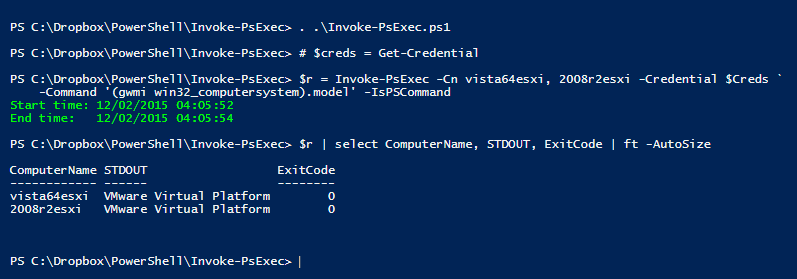 PS C:\Dropbox\PowerShell\Invoke-PsExec> . .\Invoke-PsExec.ps1
PS C:\Dropbox\PowerShell\Invoke-PsExec> # $creds = Get-Credential
PS C:\Dropbox\PowerShell\Invoke-PsExec> $r = Invoke-PsExec -Cn vista64esxi, 2008r2esxi -Credential $Creds `
-Command '(gwmi win32_computersystem).model' -IsPSCommand
Start time: 12/02/2015 04:05:52
End time:   12/02/2015 04:05:54
PS C:\Dropbox\PowerShell\Invoke-PsExec> $r | select ComputerName, STDOUT, ExitCode | ft -AutoSize
ComputerName STDOUT                  ExitCode
------------ ------                  --------
vista64esxi  VMware Virtual Platform        0
2008r2esxi   VMware Virtual Platform        0
PS C:\Dropbox\PowerShell\Invoke-PsExec>